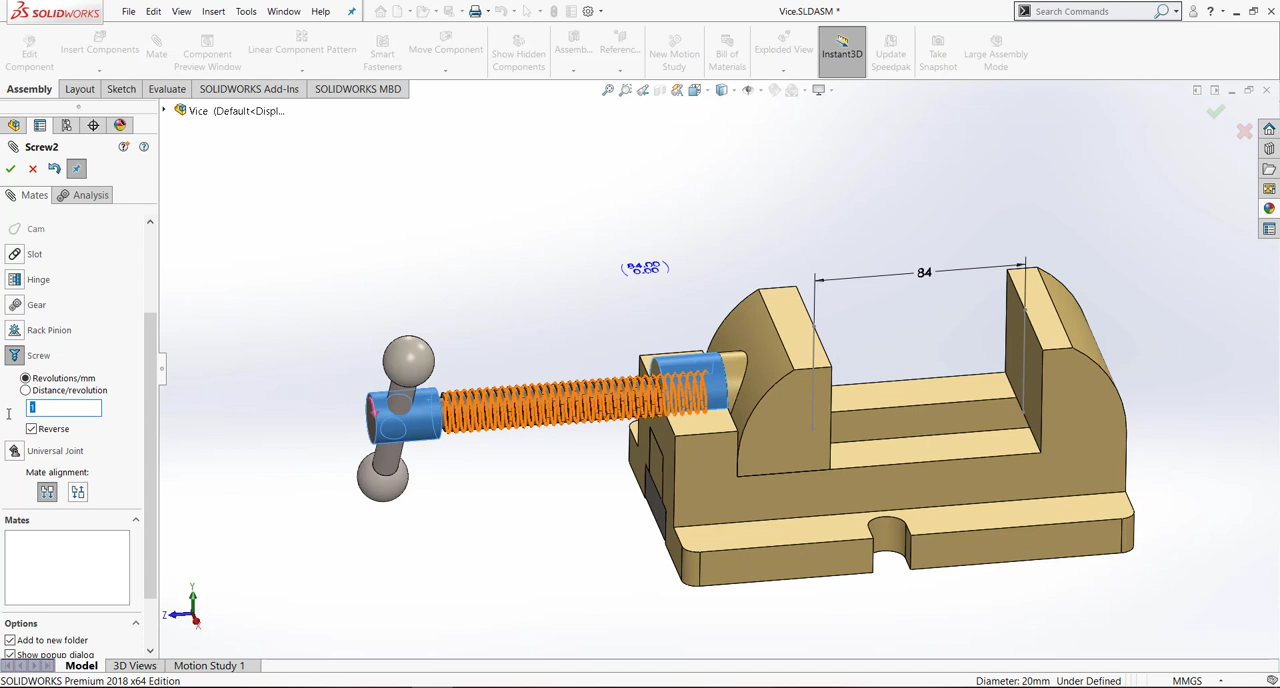 SOLIDWORKS
File Edit View Insert Tools Window Help
Vice.SLDASM *
Search Commands
?
Edit Component
Insert Components
Mate
Component Preview Window
Linear Component Pattern
Smart Fasteners
Move Component
Show Hidden Components
Assemb...
Referenc...
New Motion Study
Bill of Materials
Exploded View
Instant3D
Update Speedpak
Take Snapshot
Large Assembly Mode
Assembly Layout Sketch Evaluate SOLIDWORKS Add-Ins SOLIDWORKS MBD
Vice (Default<Displ...
Screw2
Mates Analysis
Cam
Slot
Hinge
Gear
Rack Pinion
Screw
Revolutions/mm
Distance/revolution
1
Reverse
Universal Joint
Mate alignment:
Mates
Options
Add to new folder
Show popup dialog
84.00
0.00
84
Y
Z
X
Model 3D Views Motion Study 1
SOLIDWORKS Premium 2018 x64 Edition
Diameter: 20mm Under Defined MMGS